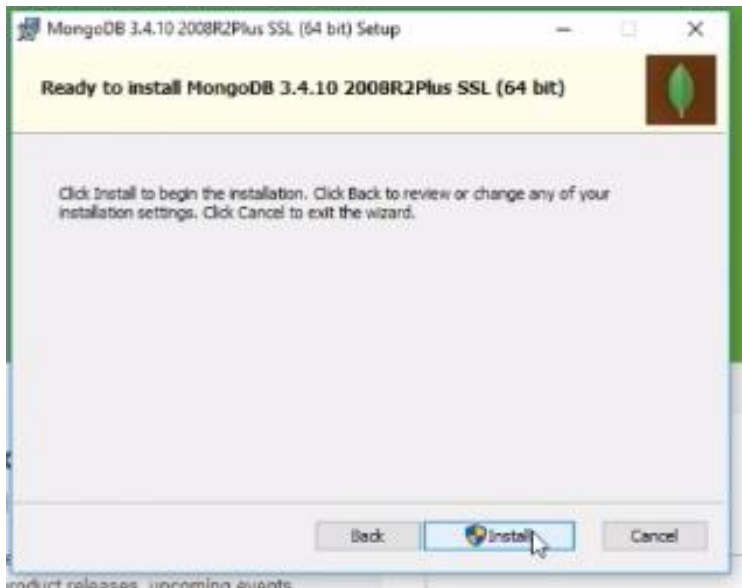 MongoDB 3.4.10 2008R2Plus SSL (64 bit) Setup
Ready to install MongoDB 3.4.10 2008R2Plus SSL (64 bit)
Click Install to begin the installation. Click Back to review or change any of your
installation settings. Click Cancel to exit the wizard.
Back Install Cancel
product releases, upcoming events